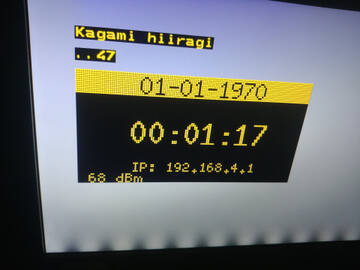 Kagami hiiragi
..47
01-01-1970
00:01:17
IP: 192.168.4.1
68 dBm